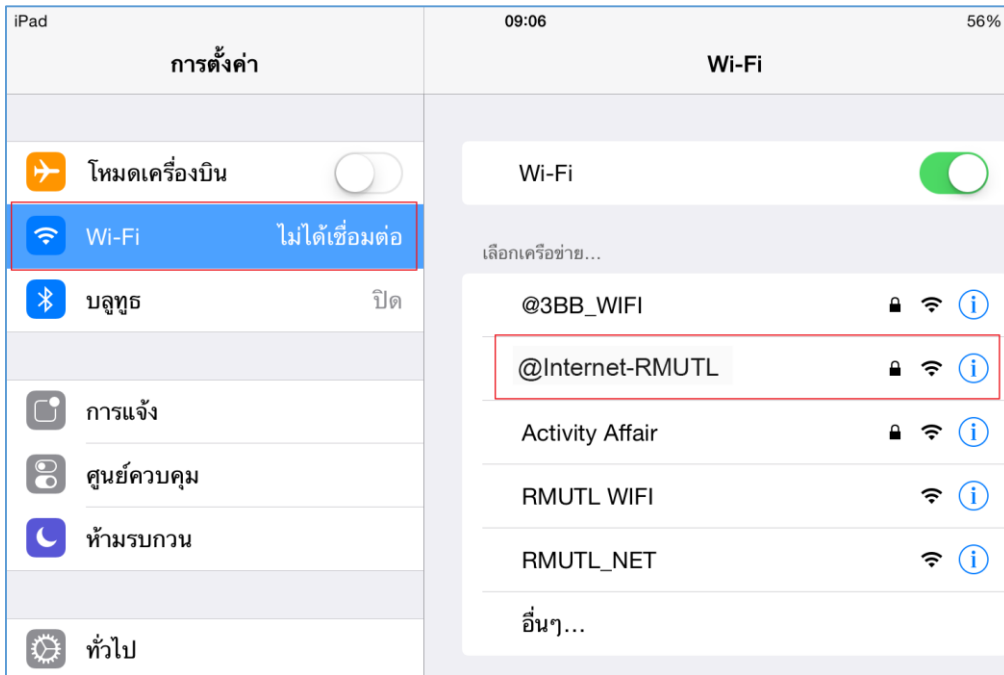 iPad
09:06
56%
การตั้งค่า
Wi-Fi
โหมดเครื่องบิน
Wi-Fi ไม่ได้เชื่อมต่อ
บลูทูธ ปิด
การแจ้ง
ศูนย์ควบคุม
ห้ามรบกวน
ทั่วไป
Wi-Fi
เลือกเครือข่าย...
@3BB_WIFI
@Internet-RMUTL
Activity Affair
RMUTL WIFI
RMUTL_NET
อื่นๆ...